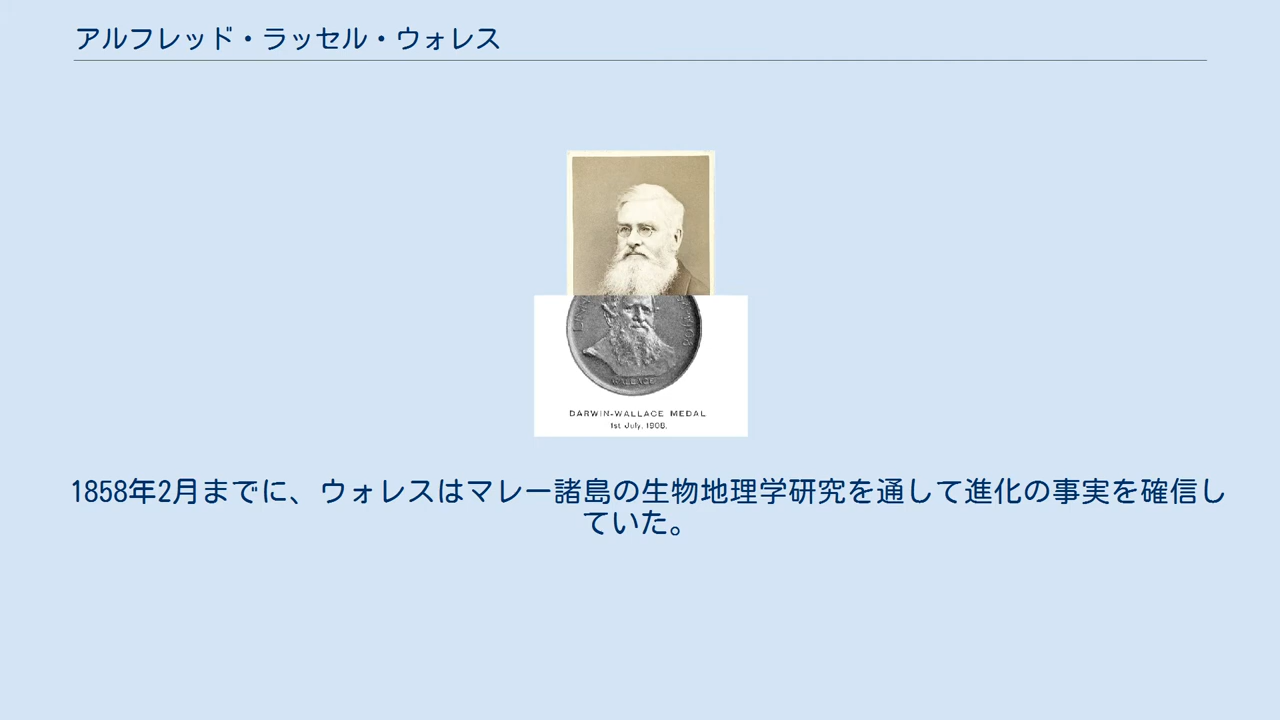 アルフレッド・ラッセル・ウォレス
WALLACE
DARWIN-WALLACE MEDAL
1st July, 1908.
1858年2月までに、ウォレスはマレー諸島の生物地理学研究を通して進化の事実を確信し
ていた。